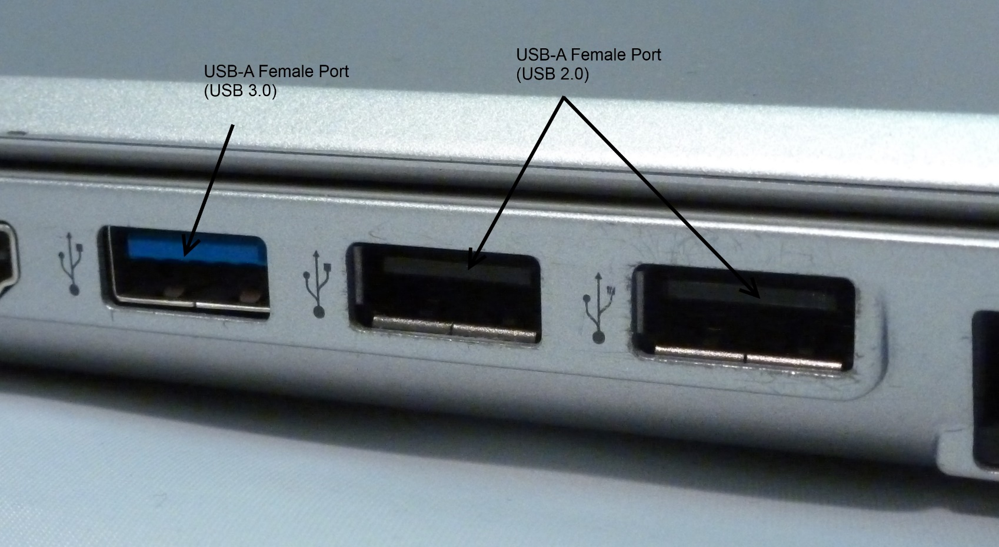 USB-A Female Port
(USB 3.0)
USB-A Female Port
(USB 2.0)